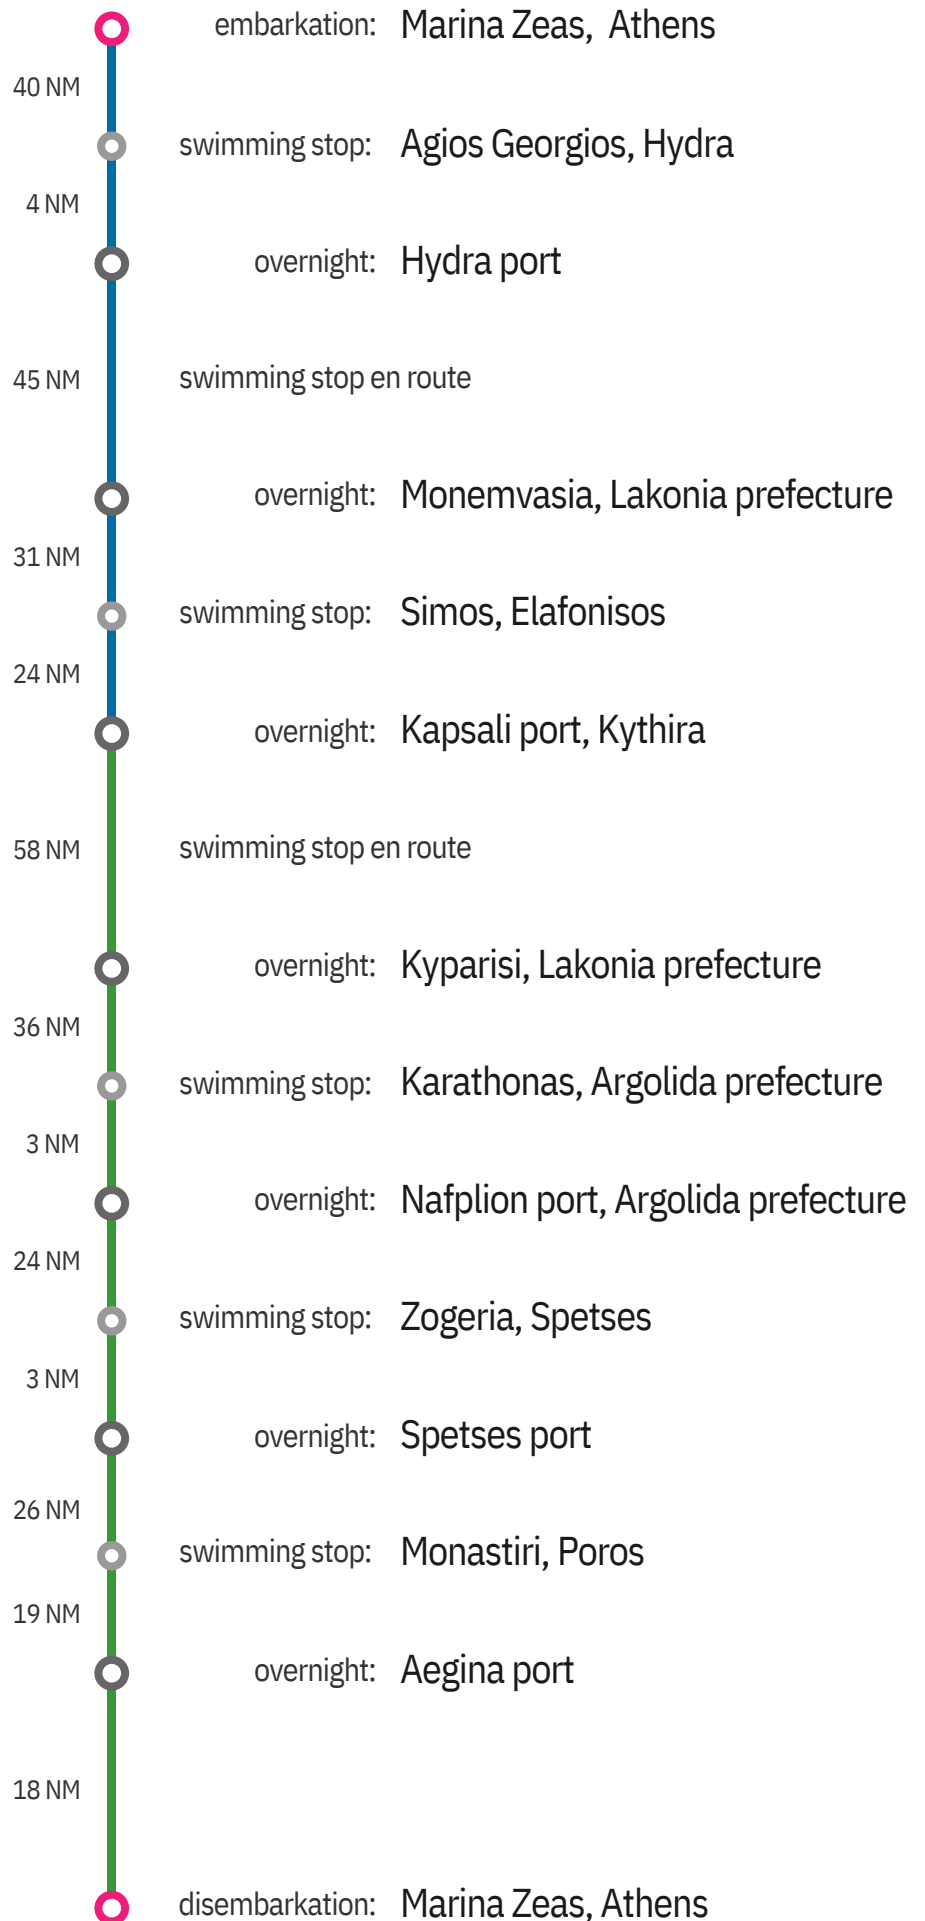 embarkation: Marina Zeas, Athens
40 NM
swimming stop: Agios Georgios, Hydra
4 NM
overnight: Hydra port
45 NM swimming stop en route
overnight: Monemvasia, Lakonia prefecture
31 NM
swimming stop: Simos, Elafonisos
24 NM
overnight: Kapsali port, Kythira
58 NM swimming stop en route
overnight: Kyparisi, Lakonia prefecture
36 NM
swimming stop: Karathonas, Argolida prefecture
3 NM
overnight: Nafplion port, Argolida prefecture
24 NM
swimming stop: Zogeria, Spetses
3 NM
overnight: Spetses port
26 NM
swimming stop: Monastiri, Poros
19 NM
overnight: Aegina port
18 NM
disembarkation: Marina Zeas, Athens